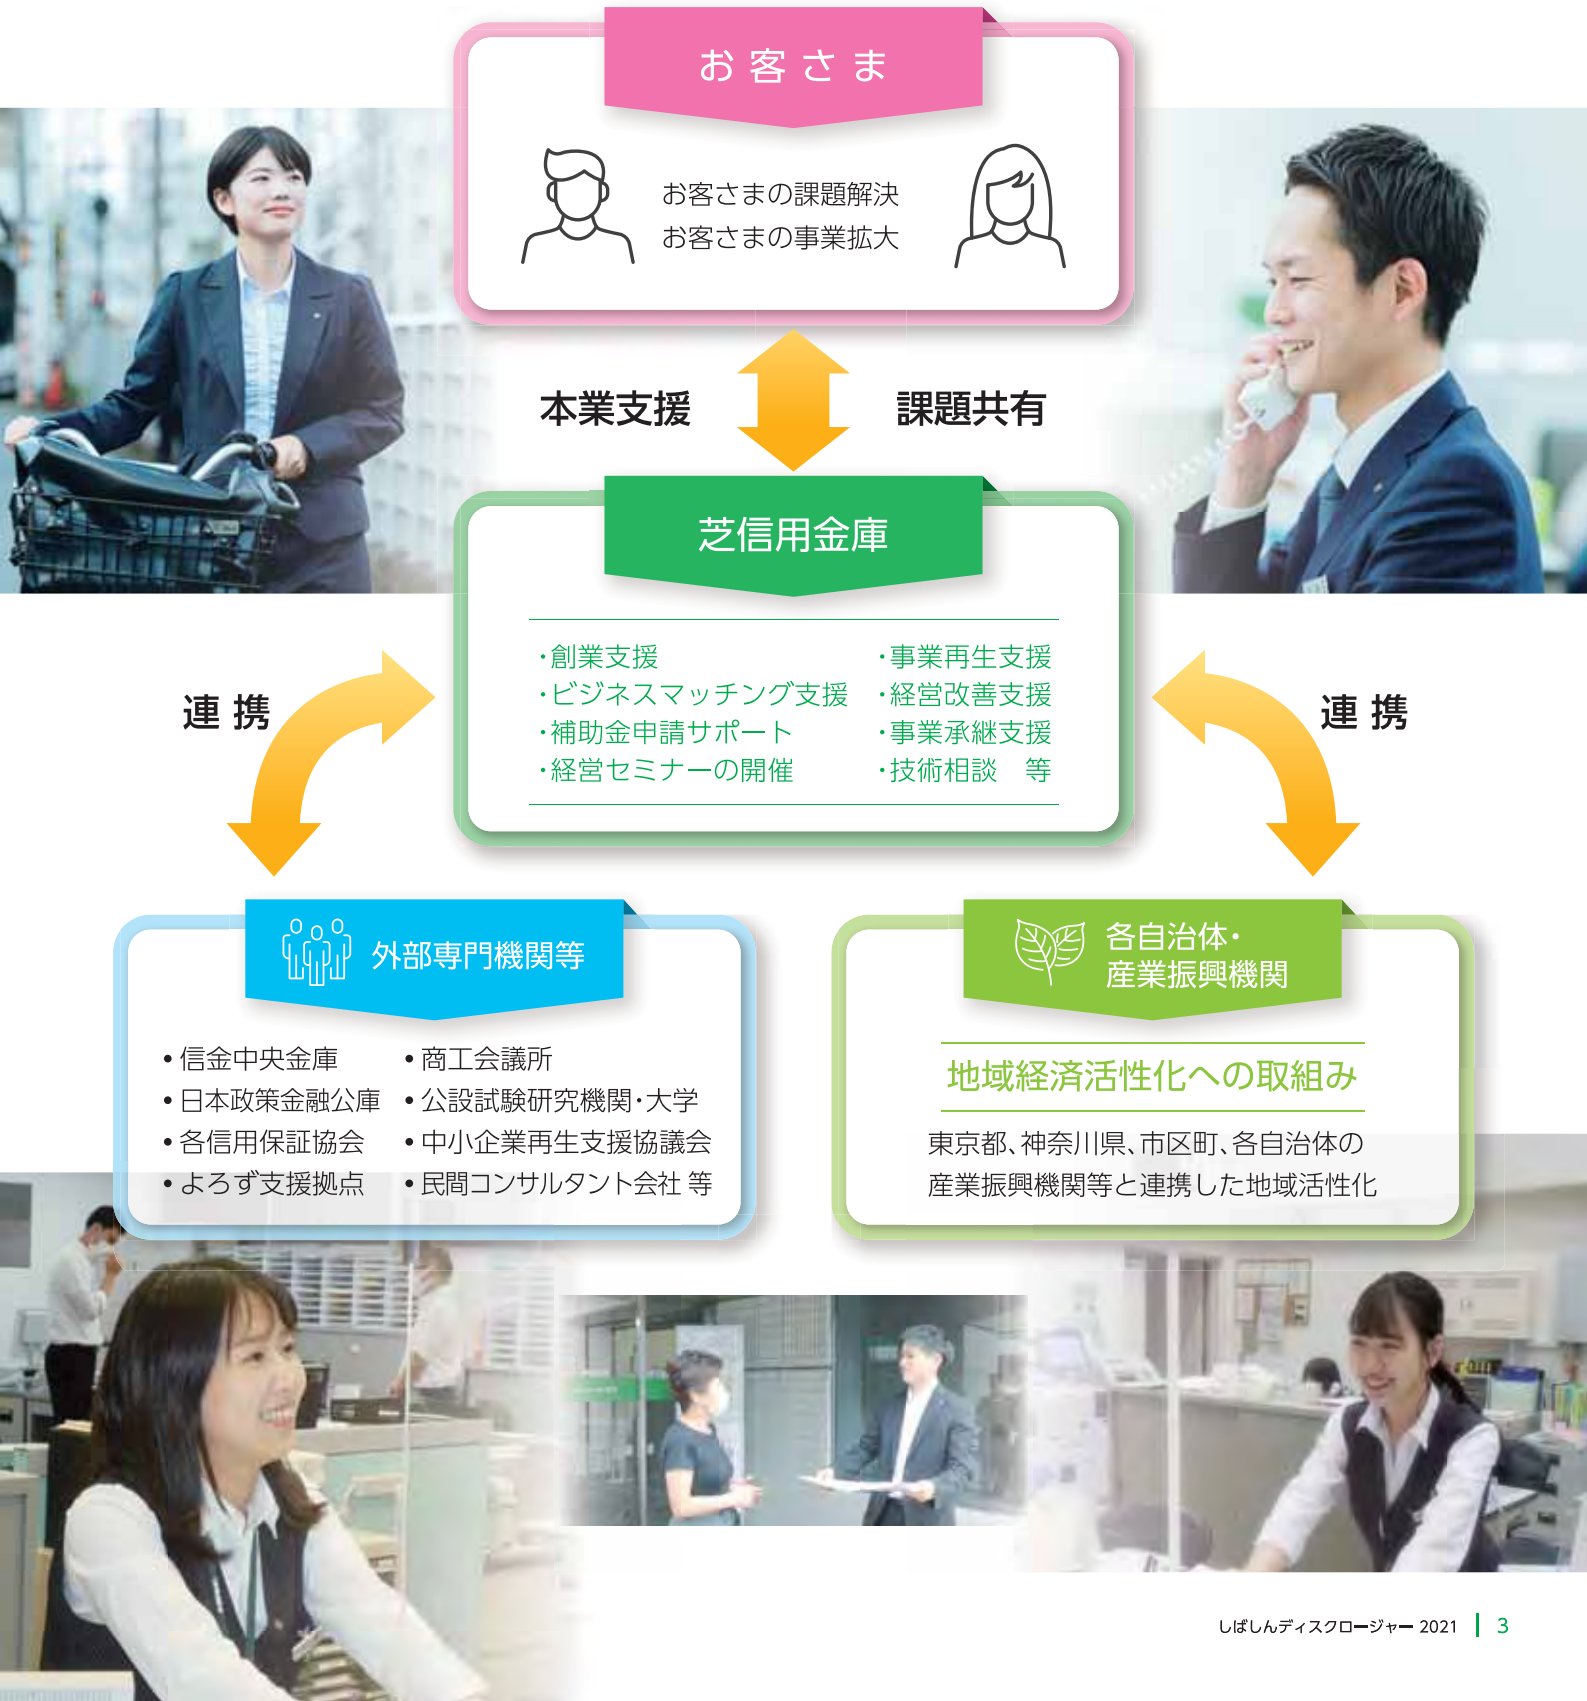 お客さま
お客さまの課題解決
お客さまの事業拡大
本業支援
課題共有
芝信用金庫
・創業支援
・ビジネスマッチング支援
・補助金申請サポート
・経営セミナーの開催
・事業再生支援
・経営改善支援
・事業承継支援
・技術相談　等
連携
連携
外部専門機関等
• 信金中央金庫
• 日本政策金融公庫
• 各信用保証協会
• よろず支援拠点
• 商工会議所
• 公設試験研究機関・大学
• 中小企業再生支援協議会
• 民間コンサルタント会社 等
各自治体・
産業振興機関
地域経済活性化への取組み
東京都、神奈川県、市区町、各自治体の
産業振興機関等と連携した地域活性化
しばしんディスクロージャー 2021
3